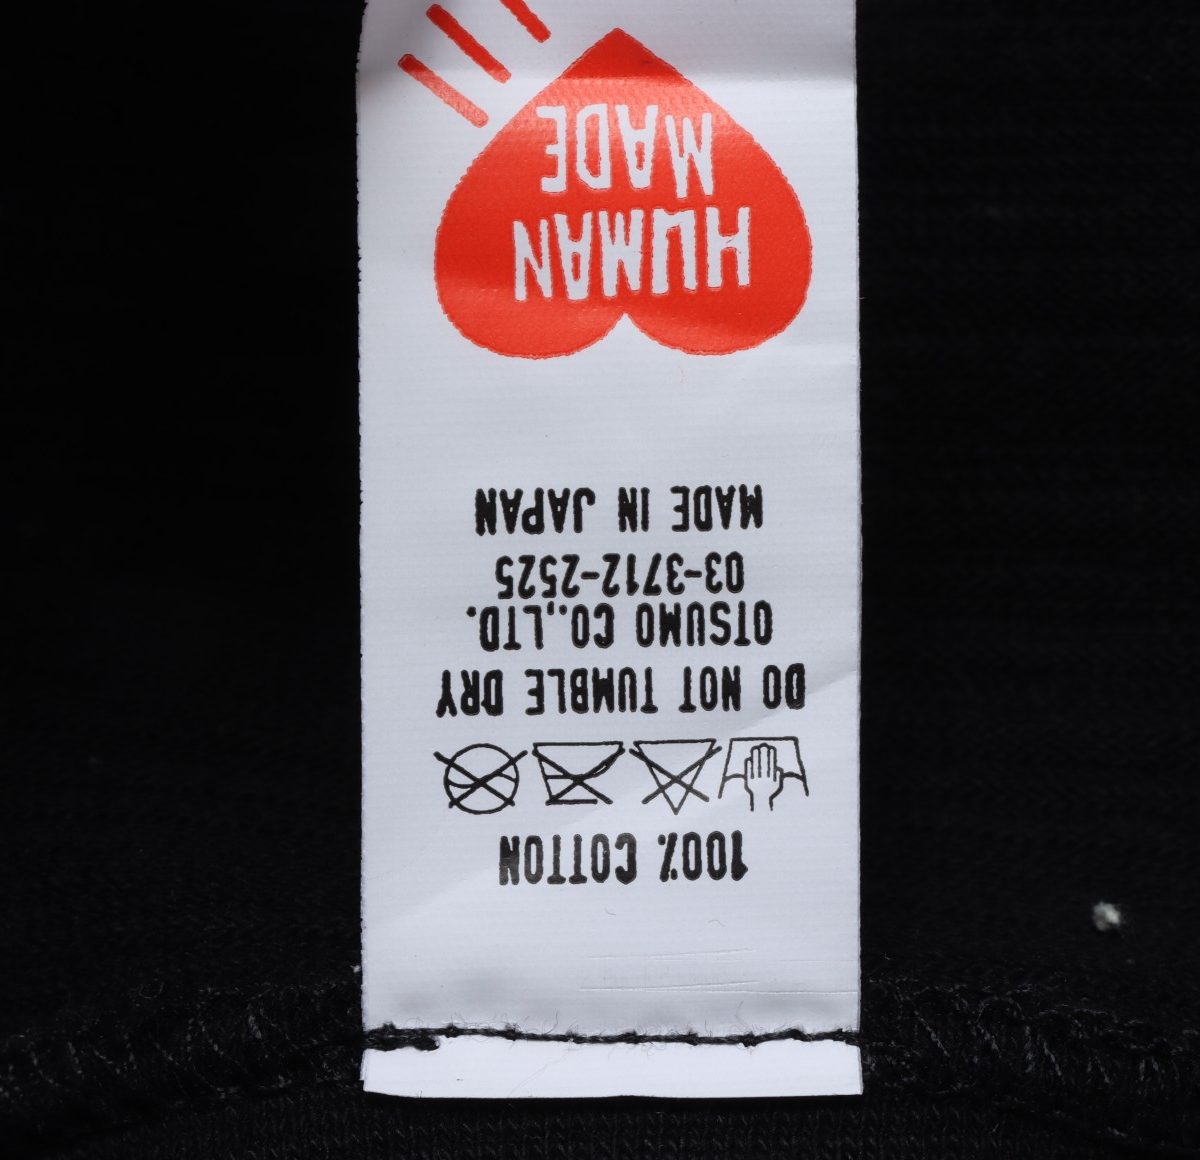 100% COTTON
DO NOT TUMBLE DRY
OTSUMO CO.,LTD.
03-3712-2525
MADE IN JAPAN
HUMAN
MADE